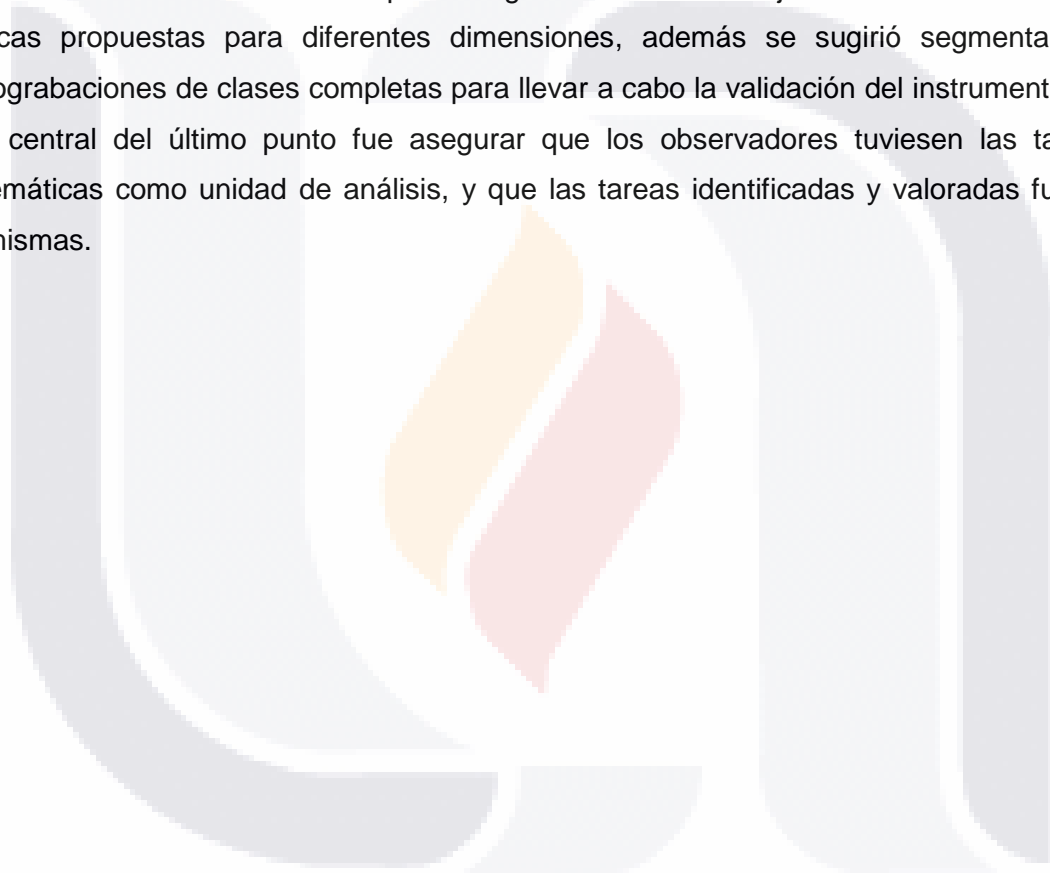 cas propuestas para diferentes dimensiones, además se sugirió segmenta
ograbaciones de clases completas para llevar a cabo la validación del instrument
central del último punto fue asegurar que los observadores tuviesen las ta
emáticas como unidad de análisis, y que las tareas identificadas y valoradas fu
nismas.